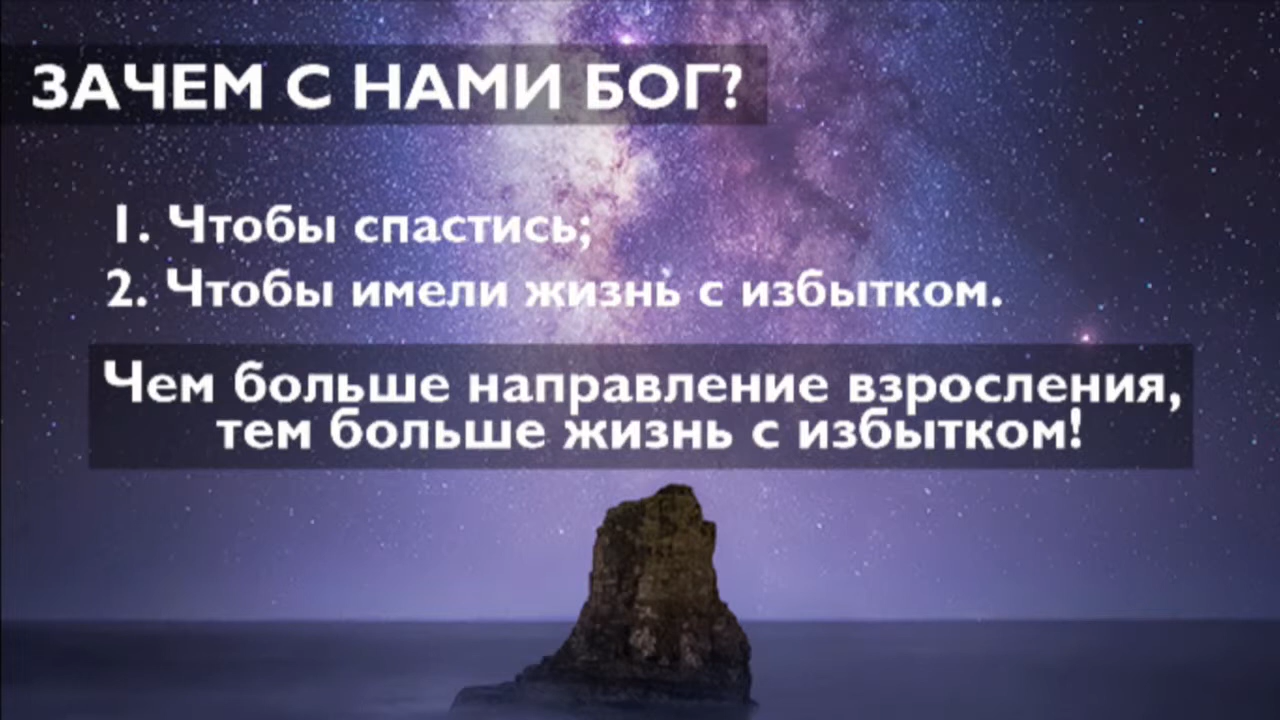 ЗАЧЕМ С НАМИ БОГ?
1. Чтобы спастись;
2. Чтобы имели жизнь с избытком.
Чем больше направление взросления,
тем больше жизнь с избытком!